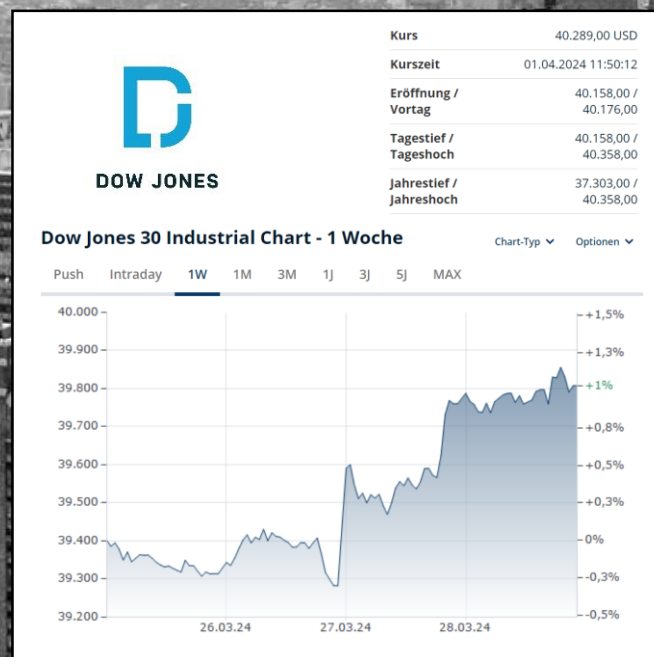 DOW JONES
Kurs 40.289,00 USD
Kurszeit 01.04.2024 11:50:12
Eröffnung / 40.158,00 /
Vortag 40.176,00
Tagestief / 40.158,00 /
Tageshoch 40.358,00
Jahrestief / 37.303,00 /
Jahreshoch 40.358,00
Dow Jones 30 Industrial Chart - 1 Woche
Chart-Typ Optionen
Push Intraday 1W 1M 3M 1J 3J 5J MAX
40.000 +1,5%
39.900 +1,3%
39.800 +1%
39.700 +0,8%
39.600 +0,5%
39.500 +0,3%
39.400 0%
39.300 -0,3%
39.200 -0,5%
26.03.24 27.03.24 28.03.24